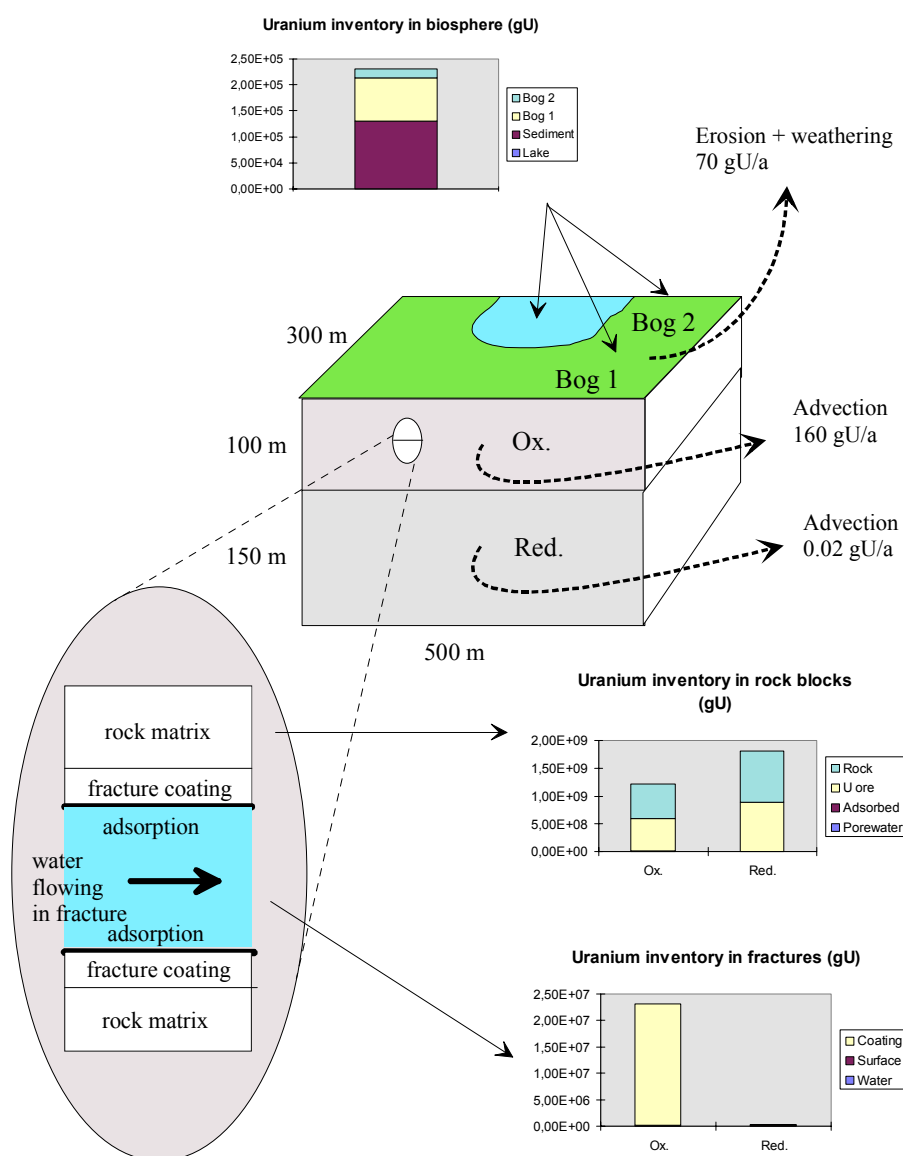 Uranium inventory in biosphere (gU)
2,50E+05
2,00E+05
1,50E+05
1,00E+05
5,00E+04
0,00E+00
Bog 2
Bog 1
Sediment
Lake
Erosion + weathering
70 gU/a
300 m
Bog 2
Bog 1
100 m
Ox.
Advection
160 gU/a
150 m
Red.
Advection
0.02 gU/a
500 m
rock matrix
fracture coating
adsorption
water
flowing
in fracture
adsorption
fracture coating
rock matrix
Uranium inventory in rock blocks
(gU)
2,00E+09
1,50E+09
1,00E+09
5,00E+08
0,00E+00
Ox.
Red.
Rock
U ore
Adsorbed
Porewater
Uranium inventory in fractures (gU)
2,50E+07
2,00E+07
1,50E+07
1,00E+07
5,00E+06
0,00E+00
Ox.
Red.
Coating
Surface
Water